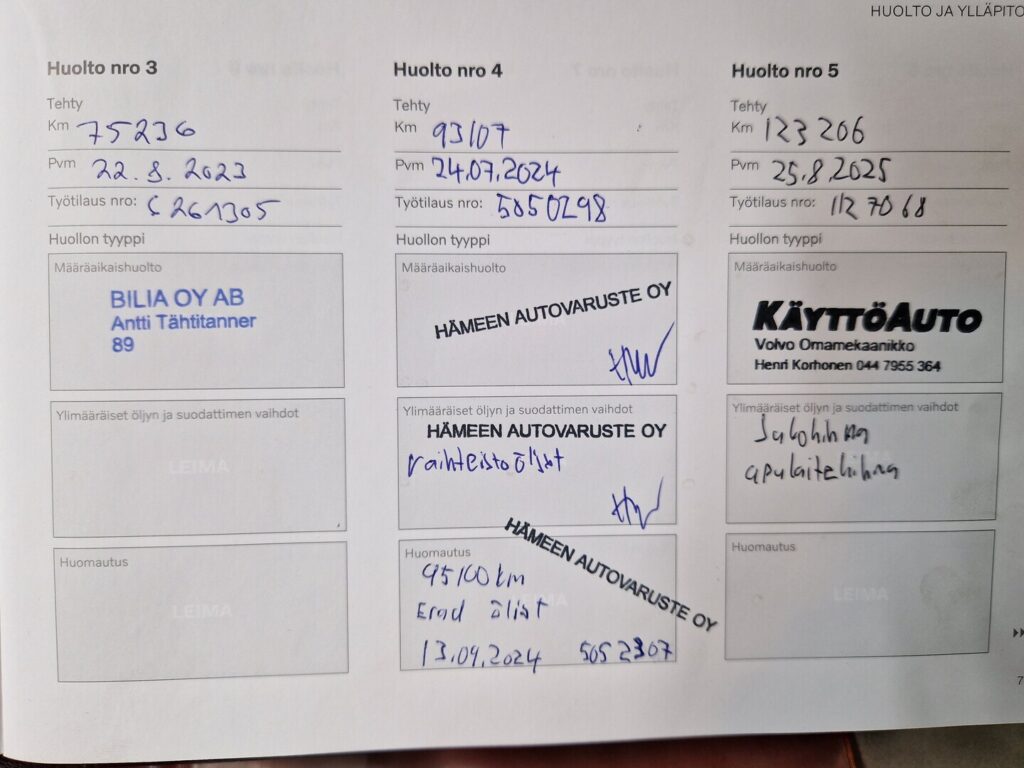 HUOLTO JA YLLÄPITO
Huolto nro 3
Tehty
Km 75236
Pvm 22.8.2023
Työtilaus nro: 261305
Huollon tyyppi
Määräaikaishuolto
BILIA OY AB
Antti Tähtitanner
89
Ylimääräiset öljyn ja suodattimen vaihdot
LEIMA
Huomautus
LEIMA
Huolto nro 4
Tehty
Km 93107
Pvm 24.07.2024
Työtilaus nro: 5050298
Huollon tyyppi
Määräaikaishuolto
HÄMEEN AUTOVARUSTE OY
Ylimääräiset öljyn ja suodattimen vaihdot
HÄMEEN AUTOVARUSTE OY
vaihteistoöljyt
HÄMEEN AUTOVARUSTE OY
Huomautus
95100 km
öljyt
13.09.2024 5052307
Huolto nro 5
Tehty
Km 123206
Pvm 25.8.2025
Työtilaus nro: 1127068
Huollon tyyppi
Määräaikaishuolto
KÄYTTÖAUTO
Volvo Omamekaanikko
Henri Korhonen 044 7955 364
Ylimääräiset öljyn ja suodattimen vaihdot
Jakohihna
apulaitehihna
Huomautus
LEIMA
7